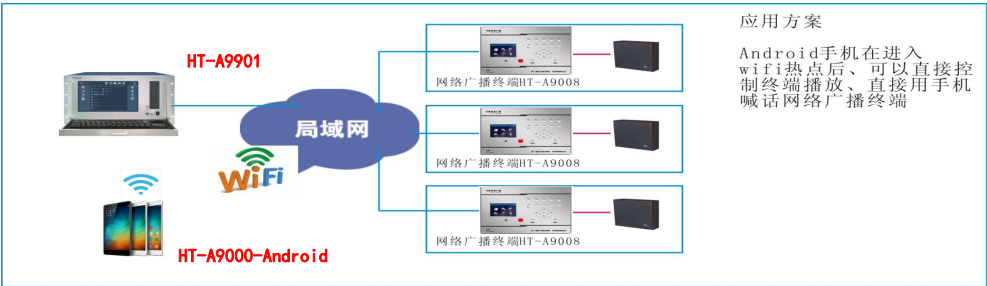 HT-A9901
局域网
WiFi
HT-A9000-Android
网络广播终端HT-A9008
网络广播终端HT-A9008
网络广播终端HT-A9008
应用方案
Android手机在进入
wifi热点后、可以直接控
制终端播放、直接用手机
喊话网络广播终端